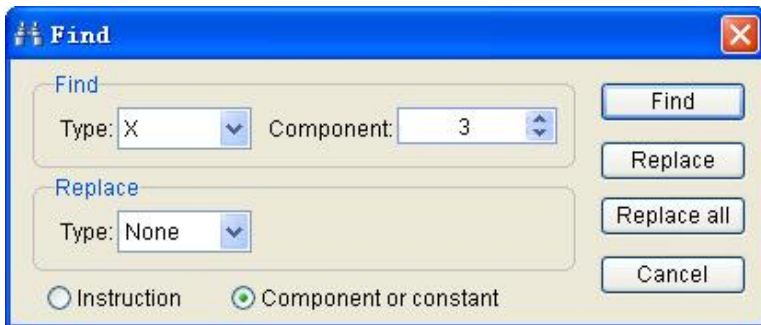 Find
Find
Type: X Component: 3
Find
Replace
Replace
Type: None
Replace all
Cancel
Instruction Component or constant